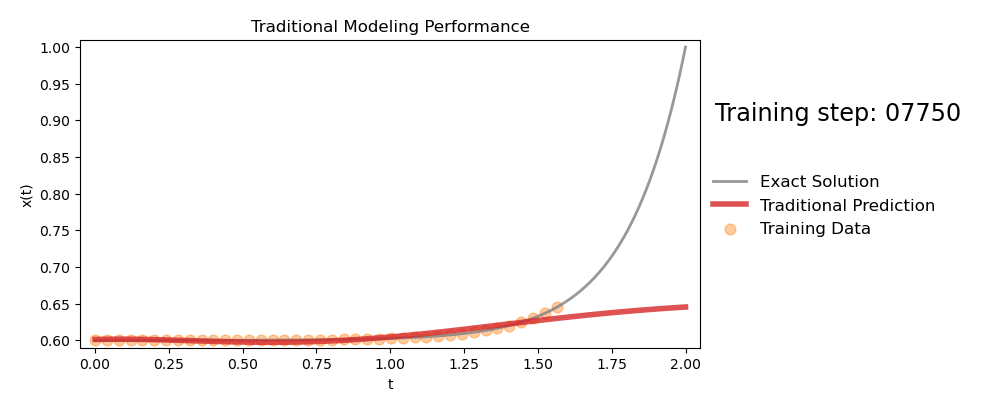 Traditional Modeling Performance
1.00
0.95
0.90
0.85
0.80
0.75
0.70
0.65
0.60
x(t)
0.00 0.25 0.50 0.75 1.00 1.25 1.50 1.75 2.00
t
Training step: 07750
Exact Solution
Traditional Prediction
Training Data